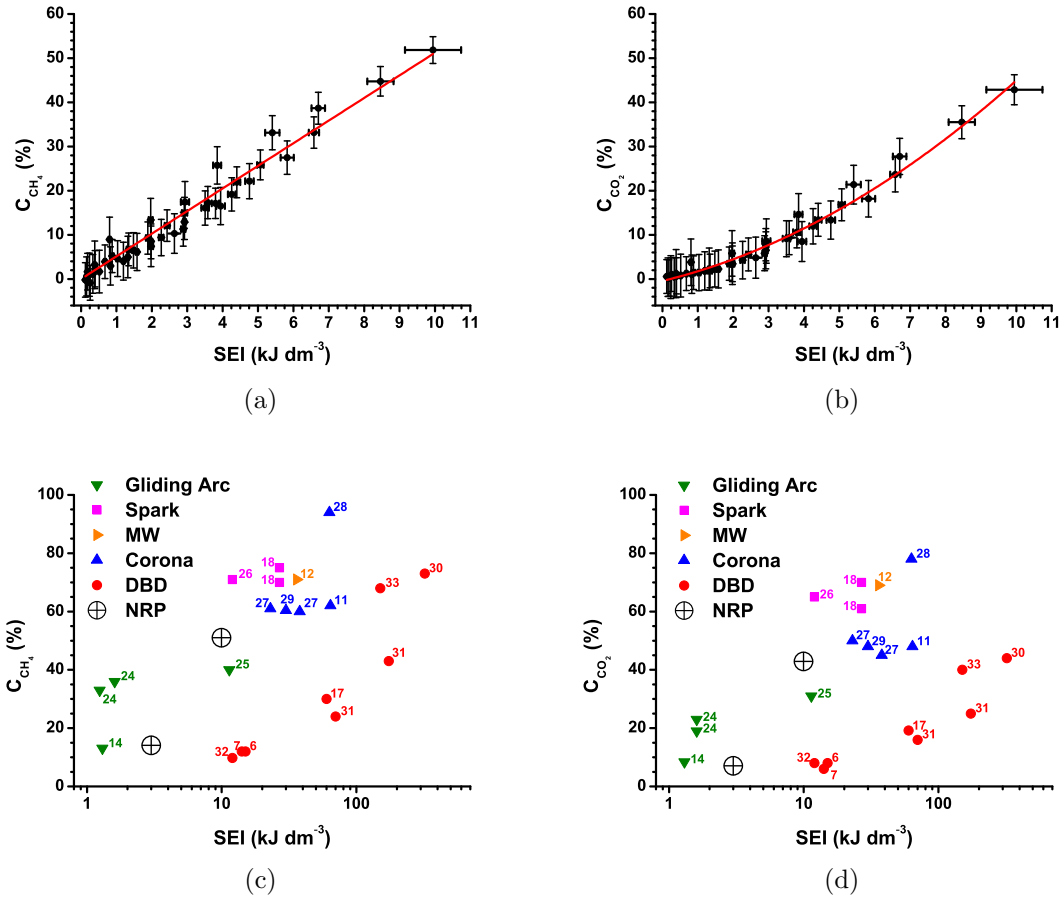 60
50
40
30
20
10
0
C_CH₄ (%)
0 1 2 3 4 5 6 7 8 9 10 11
SEI (kJ dm⁻³)
(a)
60
50
40
30
20
10
0
C_CO₂ (%)
0 1 2 3 4 5 6 7 8 9 10 11
SEI (kJ dm⁻³)
(b)
Gliding Arc
Spark
MW
Corona
DBD
NRP
100
80
60
40
20
0
C_CH₄ (%)
28
18
18
26
12
27
29
27
11
33
30
31
24
24
25
17
31
14
32
7
6
1 10 100
SEI (kJ dm⁻³)
(c)
Gliding Arc
Spark
MW
Corona
DBD
NRP
100
80
60
40
20
0
C_CO₂ (%)
28
18
12
26
18
27
29
27
11
33
30
25
31
24
24
17
31
14
32
6
7
1 10 100
SEI (kJ dm⁻³)
(d)